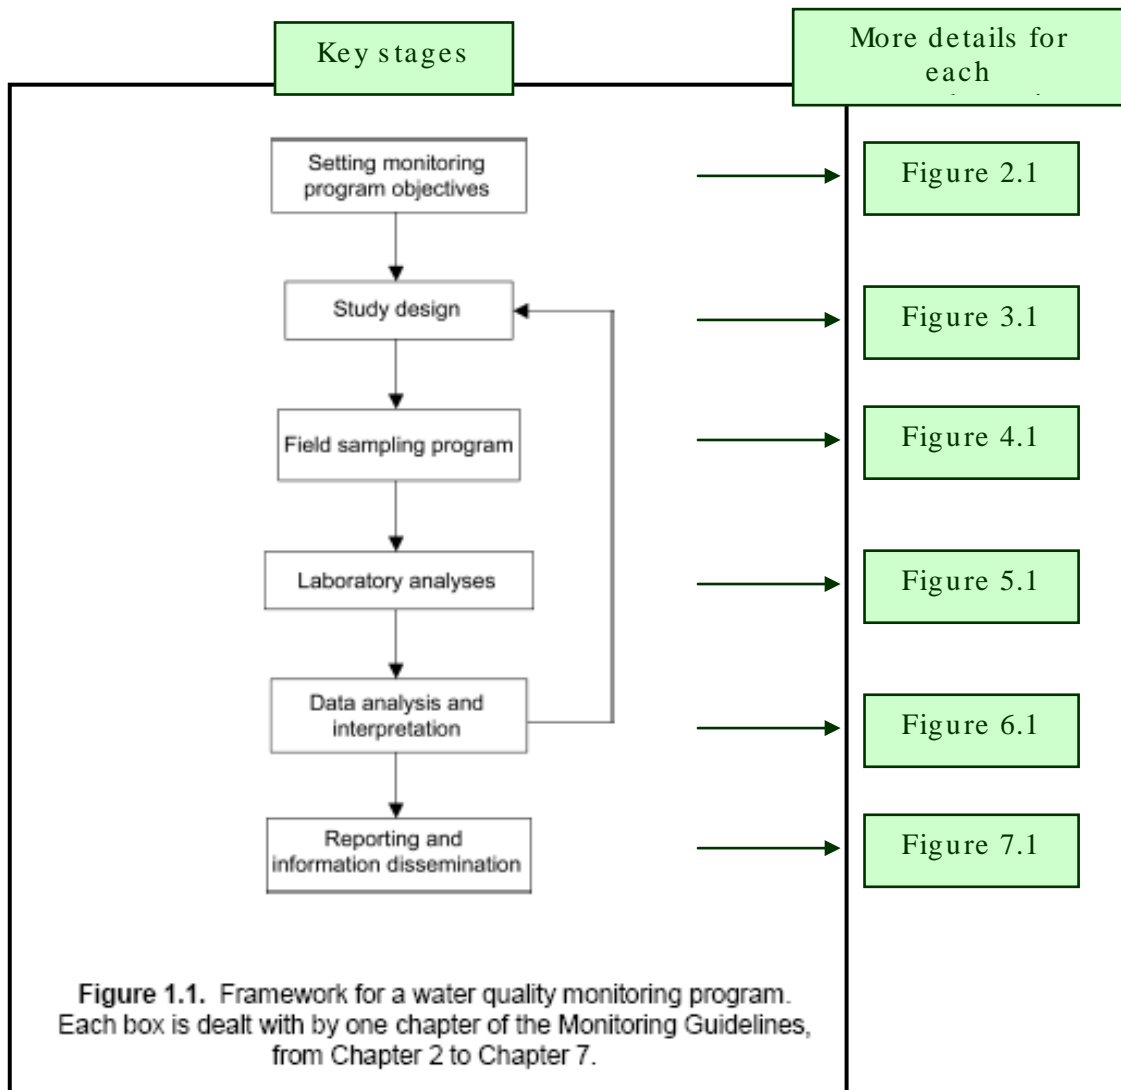 Key stages
More details for
each
Setting monitoring
program objectives
Figure 2.1
Study design
Figure 3.1
Field sampling program
Figure 4.1
Laboratory analyses
Figure 5.1
Data analysis and
interpretation
Figure 6.1
Reporting and
information dissemination
Figure 7.1
Figure 1.1. Framework for a water quality monitoring program.
Each box is dealt with by one chapter of the Monitoring Guidelines,
from Chapter 2 to Chapter 7.